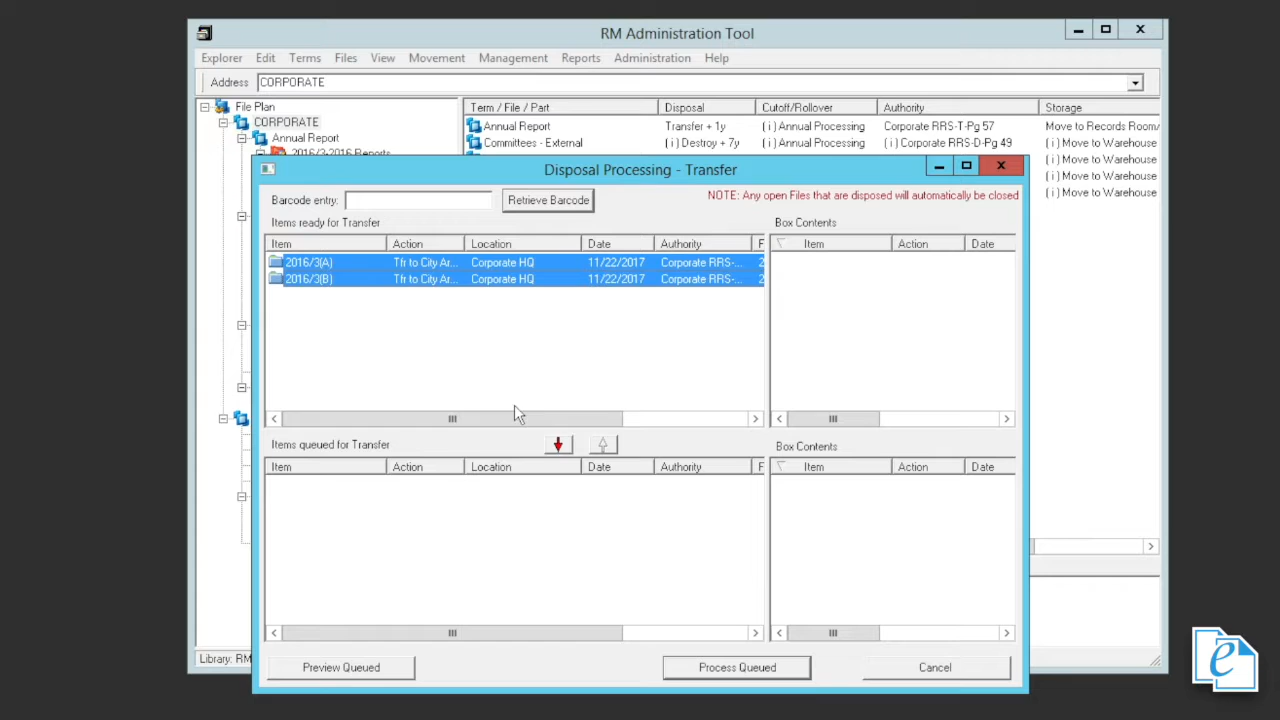 RM Administration Tool
Explorer Edit Terms Files View Movement Management Reports Administration Help
Address CORPORATE
File Plan
CORPORATE
Annual Report
2016/3-2016 Reports
Term / File / Part Disposal Cutoff/Rollover Authority Storage
Annual Report Transfer + 1y ( i ) Annual Processing Corporate RRS-T-Pg 57 Move to Records Room/
Committees - External ( i ) Destroy + 7y ( i ) Annual Processing ( i ) Corporate RRS-D-Pg 49 ( i ) Move to Warehouse
( i ) Move to Warehouse
( i ) Move to Warehouse
( i ) Move to Warehouse
Disposal Processing - Transfer
Barcode entry: Retrieve Barcode NOTE: Any open Files that are disposed will automatically be closed
Items ready for Transfer Box Contents
Item Action Location Date Authority F Item Action Date
2016/3(A) Tfr to City Ar... Corporate HQ 11/22/2017 Corporate RRS-... 2
2016/3(B) Tfr to City Ar... Corporate HQ 11/22/2017 Corporate RRS-... 2
Items queued for Transfer Box Contents
Item Action Location Date Authority F Item Action Date
Preview Queued Process Queued Cancel
Library: RM
e